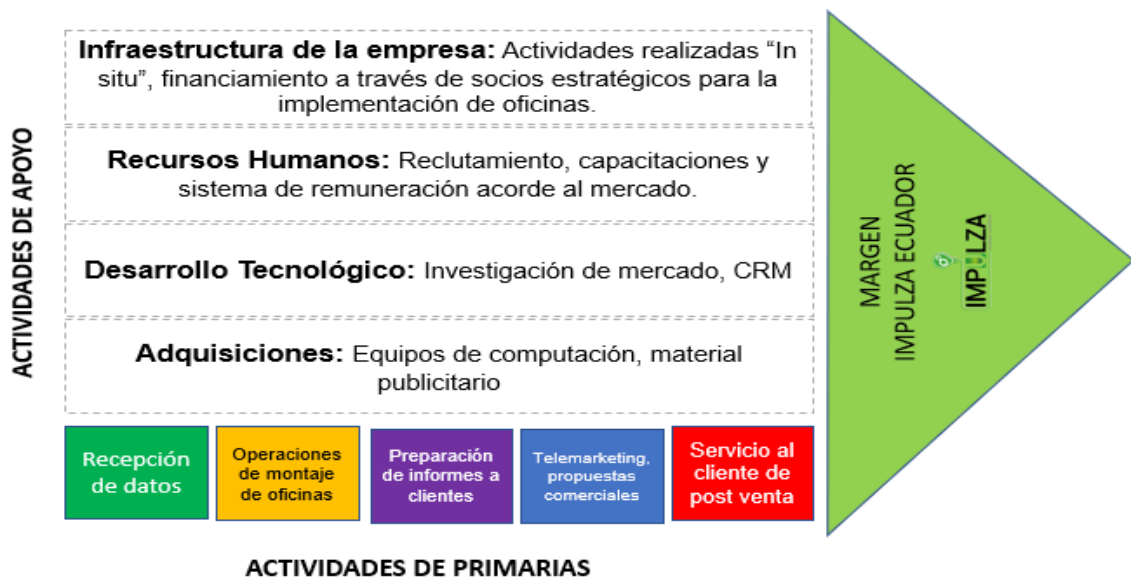 ACTIVIDADES DE APOYO
Infraestructura de la empresa: Actividades realizadas “In
situ”, financiamiento a través de socios estratégicos para la
implementación de oficinas.
Recursos Humanos: Reclutamiento, capacitaciones y
sistema de remuneración acorde al mercado.
Desarrollo Tecnológico: Investigación de mercado, CRM
Adquisiciones: Equipos de computación, material
publicitario
Recepción
de datos
Operaciones
de montaje
de oficinas
Preparación
de informes a
clientes
Telemarketing,
propuestas
comerciales
Servicio al
cliente de
post venta
ACTIVIDADES DE PRIMARIAS
MARGEN
IMPULZA ECUADOR
IMPULZA